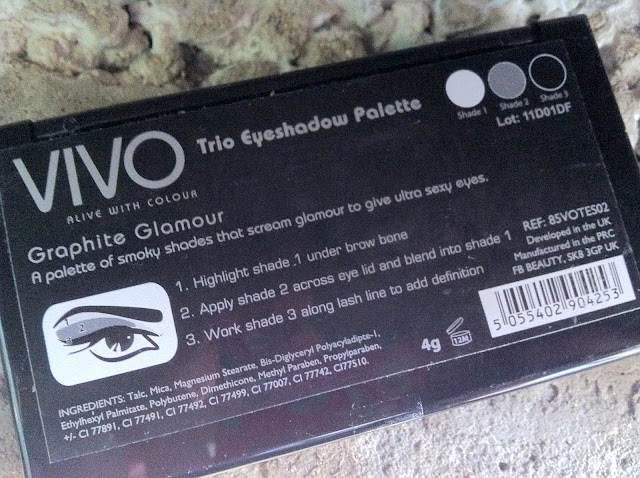 VIVO
ALIVE WITH COLOUR
Trio Eyeshadow Palette
Shade 1 Shade 2 Shade 3
Lot: 11D01DF
Graphite Glamour
A palette of smoky shades that scream glamour to give ultra sexy eyes.
1. Highlight shade 1 under brow bone
2. Apply shade 2 across eye lid and blend into shade 1
3. Work shade 3 along lash line to add definition
REF: 85VOTES02
Developed in the UK
Manufactured in the PRC
FB BEAUTY, SK8 3GP UK
5 055402 904253
4g
12M
2
3
INGREDIENTS: Talc, Mica, Magnesium Stearate, Bis-Diglyceryl Polyacyladipte-1,
Ethylhexyl Palmitate, Polybutene, Dimethicone, Methyl Paraben, Propylparaben,
+/- CI 77891, CI 77491, CI 77492, CI 77499, CI 77007, CI 77742, CI77510.